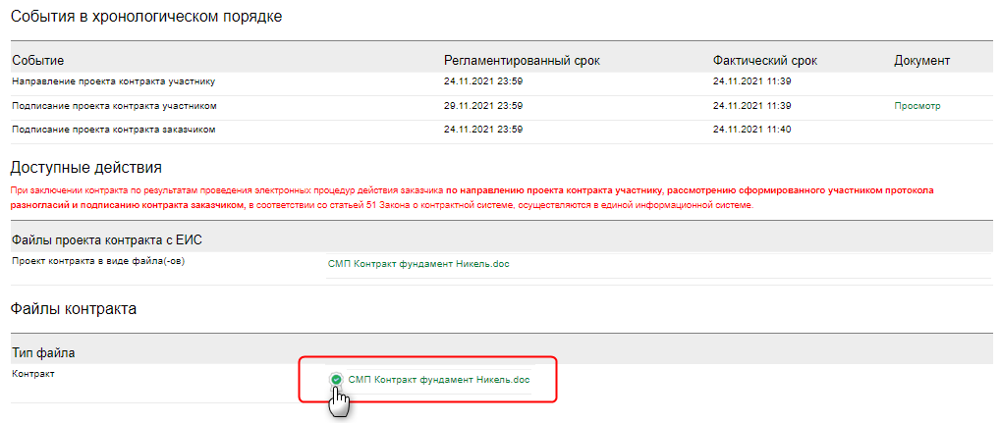 События в хронологическом порядке
Событие Регламентированный срок Фактический срок Документ
Направление проекта контракта участнику 24.11.2021 23:59 24.11.2021 11:39
Подписание проекта контракта участником 29.11.2021 23:59 24.11.2021 11:39 Просмотр
Подписание проекта контракта заказчиком 24.11.2021 23:59 24.11.2021 11:40
Доступные действия
При заключении контракта по результатам проведения электронных процедур действия заказчика по направлению проекта контракта участнику, рассмотрению сформированного участником протокола
разногласий и подписанию контракта заказчиком, в соответствии со статьей 51 Закона о контрактной системе, осуществляются в единой информационной системе.
Файлы проекта контракта с ЕИС
Проект контракта в виде файла(-ов) СМП Контракт фундамент Никель.doc
Файлы контракта
Тип файла
Контракт СМП Контракт фундамент Никель.doc